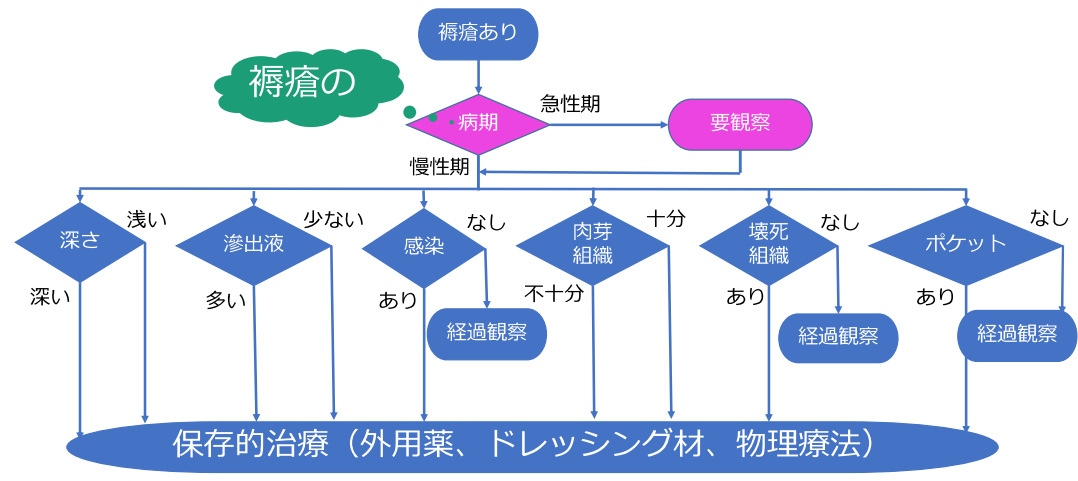 褥瘡あり
褥瘡の
病期
急性期
要観察
慢性期
深さ
浅い
深い
滲出液
少ない
多い
感染
なし
あり
経過観察
肉芽
組織
十分
不十分
壊死
組織
なし
あり
経過観察
ポケット
なし
あり
経過観察
保存的治療（外用薬、ドレッシング材、物理療法）